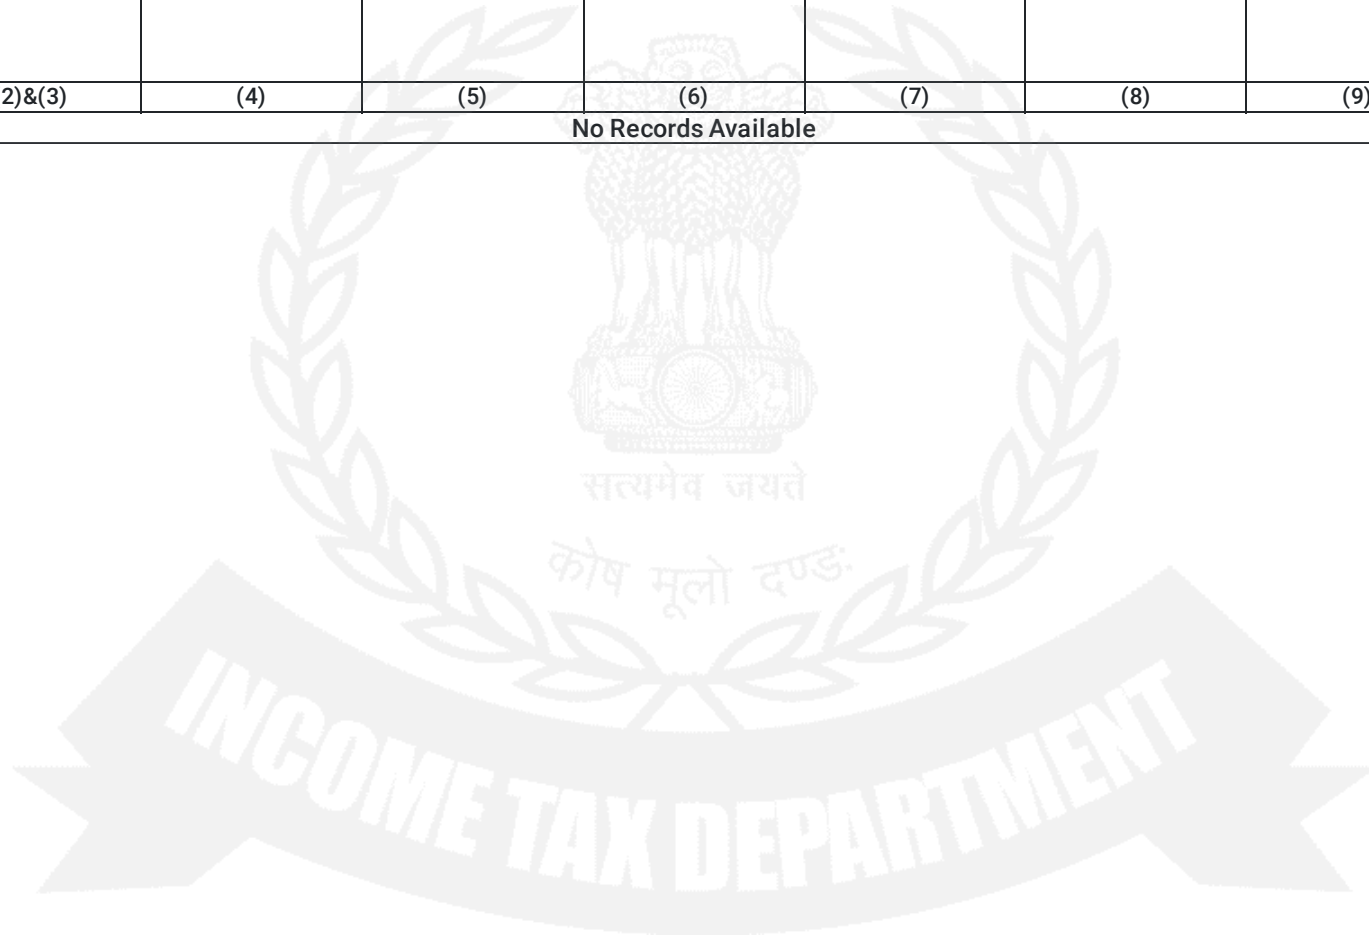 2)&(3) (4) (5) (6) (7) (8) (9)
No Records Available
सत्यमेव जयते
कोष मूलो दण्डः
INCOME TAX DEPARTMENT